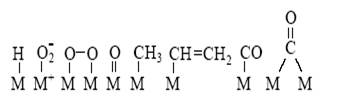 O
H O₂⁻ O–O O CH₃ CH=CH₂ CO C
M M⁺ M M M M M M M M